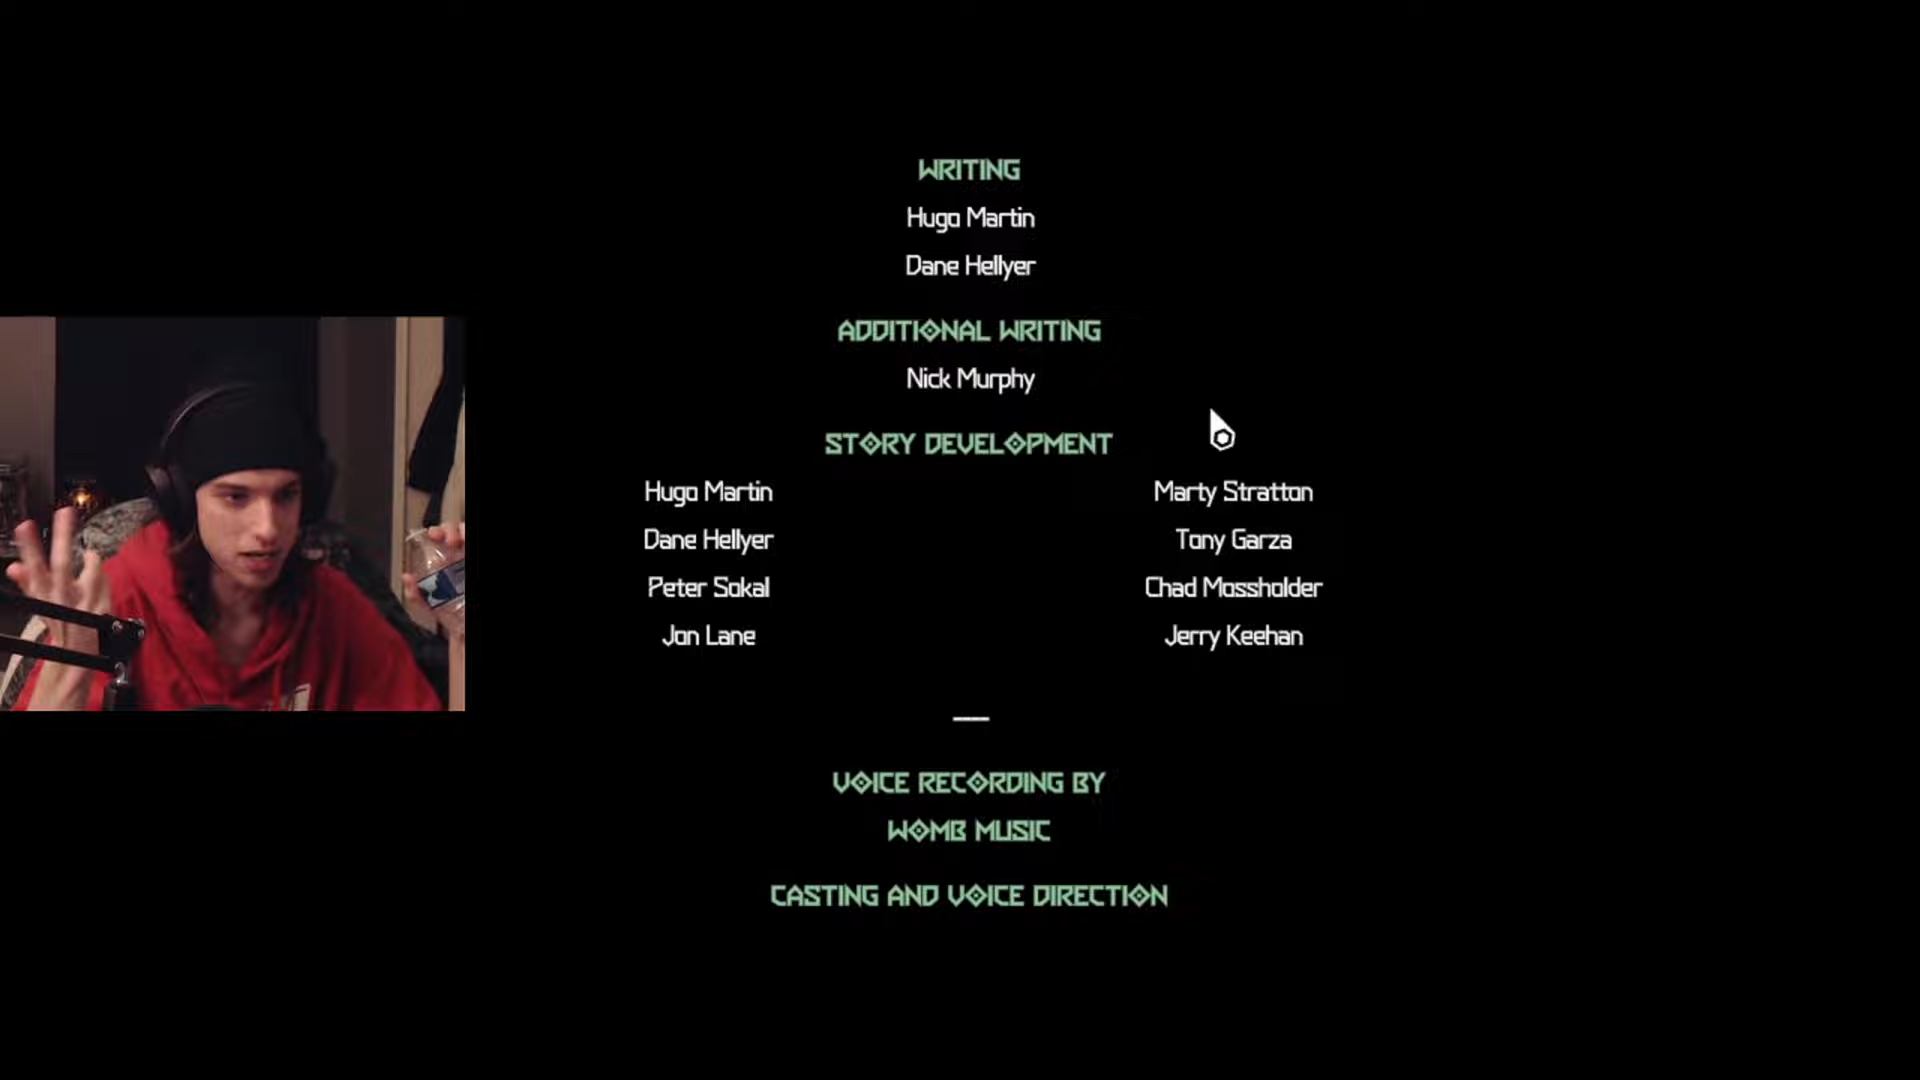 WRITING
Hugo Martin
Dane Hellyer
ADDITIONAL WRITING
Nick Murphy
STORY DEVELOPMENT
Hugo Martin
Marty Stratton
Dane Hellyer
Tony Garza
Peter Sokal
Chad Mossholder
Jon Lane
Jerry Keehan
VOICE RECORDING BY
WOMB MUSIC
CASTING AND VOICE DIRECTION